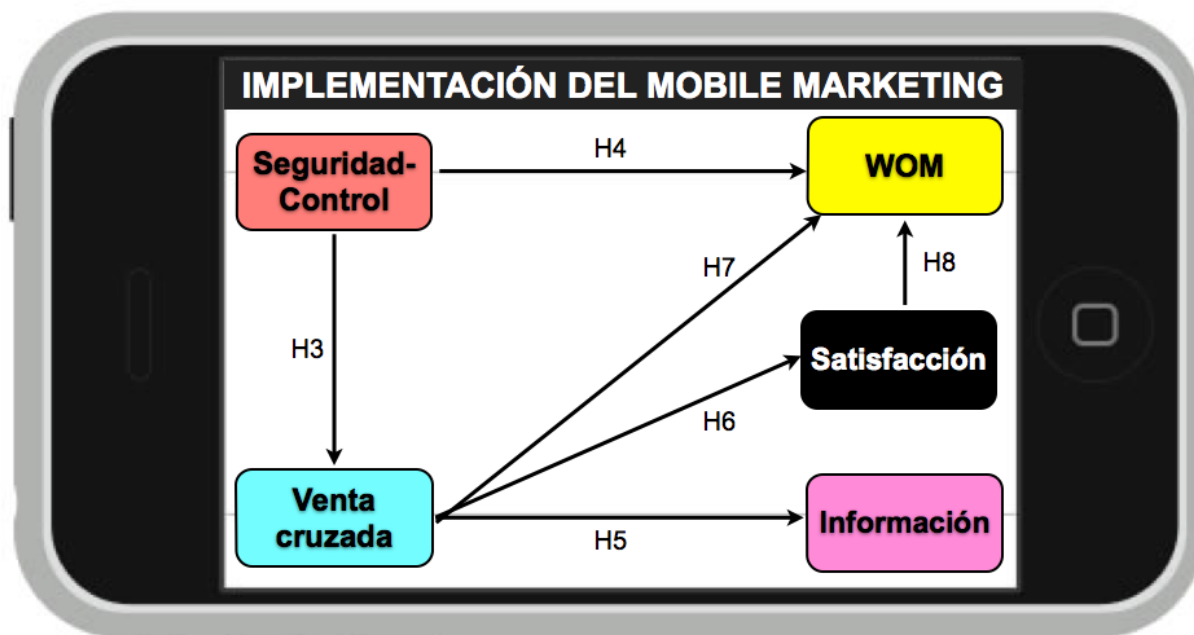 IMPLEMENTACIÓN DEL MOBILE MARKETING
Seguridad-
Control
H4
WOM
H7
H8
H3
Satisfacción
H6
Venta
cruzada
H5
Información